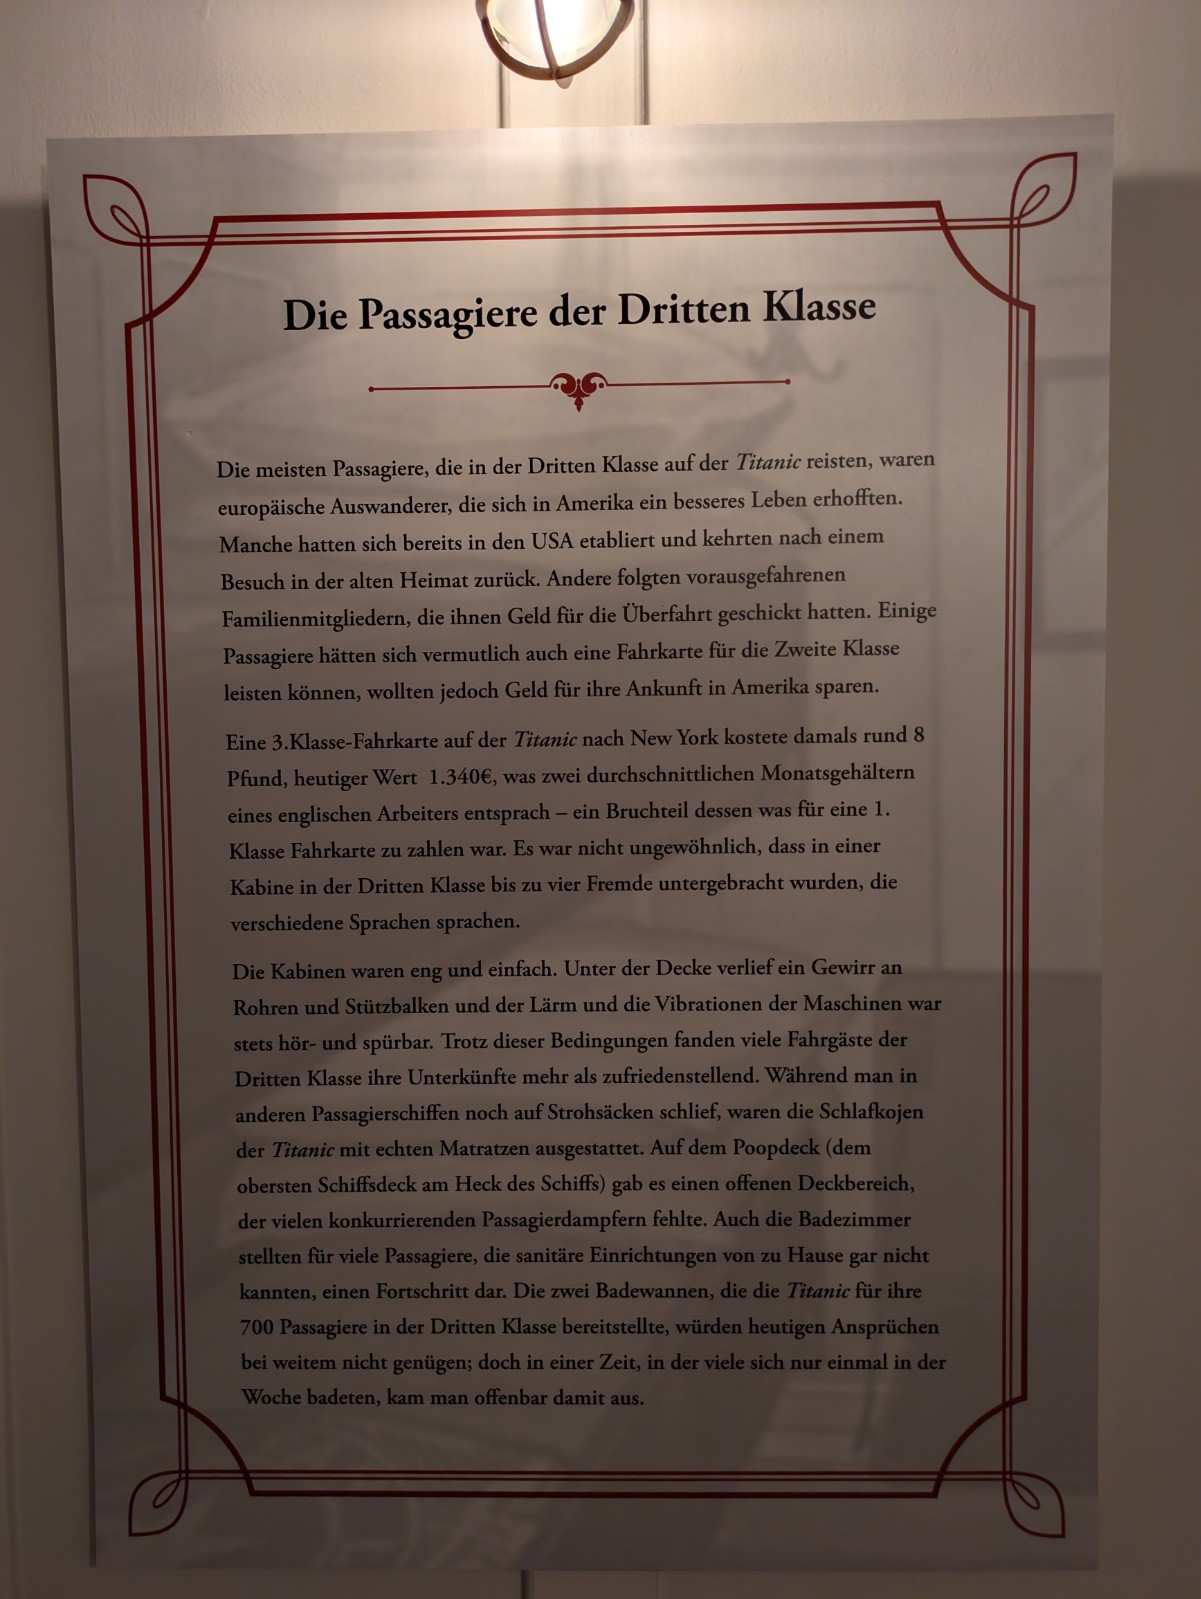 Die Passagiere der Dritten Klasse
Die meisten Passagiere, die in der Dritten Klasse auf der Titanic reisten, waren
europäische Auswanderer, die sich in Amerika ein besseres Leben erhofften.
Manche hatten sich bereits in den USA etabliert und kehrten nach einem
Besuch in der alten Heimat zurück. Andere folgten vorausgefahrenen
Familienmitgliedern, die ihnen Geld für die Überfahrt geschickt hatten. Einige
Passagiere hätten sich vermutlich auch eine Fahrkarte für die Zweite Klasse
leisten können, wollten jedoch Geld für ihre Ankunft in Amerika sparen.
Eine 3.Klasse-Fahrkarte auf der Titanic nach New York kostete damals rund 8
Pfund, heutiger Wert  1.340€, was zwei durchschnittlichen Monatsgehältern
eines englischen Arbeiters entsprach – ein Bruchteil dessen was für eine 1.
Klasse Fahrkarte zu zahlen war. Es war nicht ungewöhnlich, dass in einer
Kabine in der Dritten Klasse bis zu vier Fremde untergebracht wurden, die
verschiedene Sprachen sprachen.
Die Kabinen waren eng und einfach. Unter der Decke verlief ein Gewirr an
Rohren und Stützbalken und der Lärm und die Vibrationen der Maschinen war
stets hör- und spürbar. Trotz dieser Bedingungen fanden viele Fahrgäste der
Dritten Klasse ihre Unterkünfte mehr als zufriedenstellend. Während man in
anderen Passagierschiffen noch auf Strohsäcken schlief, waren die Schlafkojen
der Titanic mit echten Matratzen ausgestattet. Auf dem Poopdeck (dem
obersten Schiffsdeck am Heck des Schiffs) gab es einen offenen Deckbereich,
der vielen konkurrierenden Passagierdampfern fehlte. Auch die Badezimmer
stellten für viele Passagiere, die sanitäre Einrichtungen von zu Hause gar nicht
kannten, einen Fortschritt dar. Die zwei Badewannen, die die Titanic für ihre
700 Passagiere in der Dritten Klasse bereitstellte, würden heutigen Ansprüchen
bei weitem nicht genügen; doch in einer Zeit, in der viele sich nur einmal in der
Woche badeten, kam man offenbar damit aus.